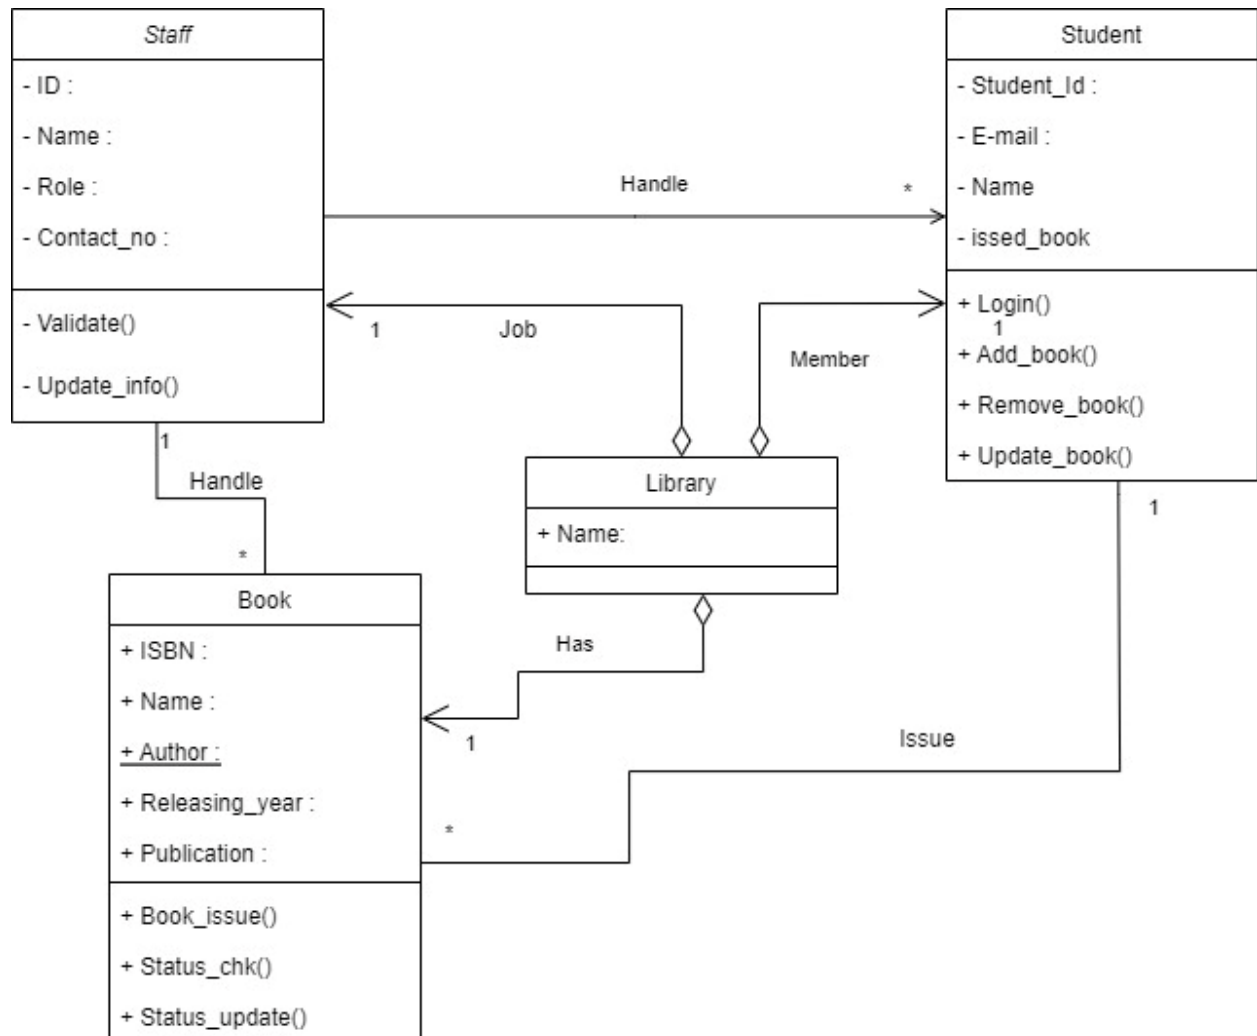 Staff
- ID :
- Name :
- Role :
- Contact_no :
- Validate()
- Update_info()
Student
- Student_Id :
- E-mail :
- Name
- issed_book
+ Login()
1
+ Add_book()
+ Remove_book()
+ Update_book()
Handle
*
1
Job
Member
Library
+ Name:
1
Handle
*
1
Book
+ ISBN :
+ Name :
+ Author :
+ Releasing_year :
+ Publication :
+ Book_issue()
+ Status_chk()
+ Status_update()
Has
1
Issue
*